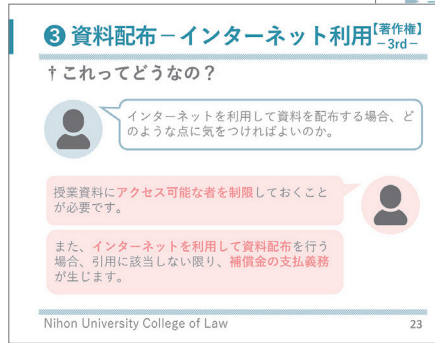 ❸ 資料配布－インターネット利用【著作権】
－3rd－
† これってどうなの？
インターネットを利用して資料を配布する場合、ど
のような点に気をつければよいのか。
授業資料にアクセス可能な者を制限しておくこと
が必要です。
また、インターネットを利用して資料配布を行う
場合、引用に該当しない限り、補償金の支払義務
が生じます。
Nihon University College of Law 23